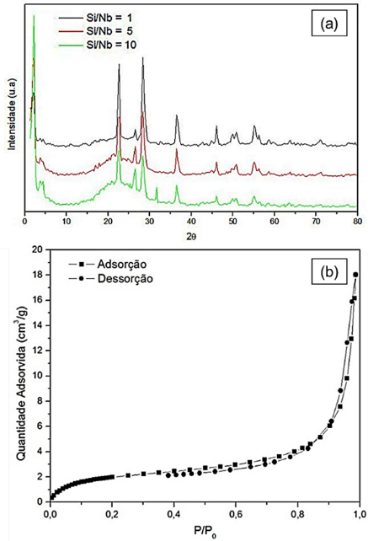 Si/Nb = 1
Si/Nb = 5
Si/Nb = 10
(a)
Intensidade (u.a)
0 10 20 30 40 50 60 70 80
2θ
(b)
Adsorção
Dessorção
Quantidade Adsorvida (cm³/g)
20
18
16
14
12
10
8
6
4
2
0
0,0 0,2 0,4 0,6 0,8 1,0
P/P₀